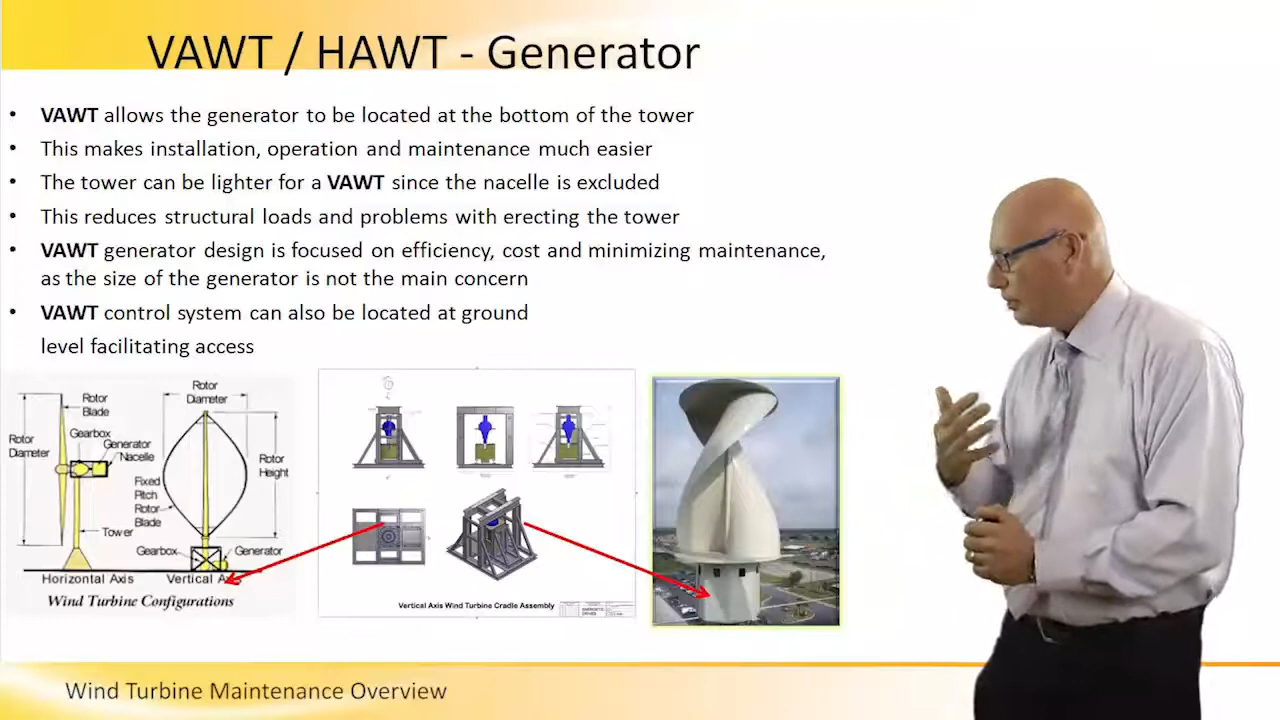 VAWT / HAWT - Generator
• VAWT allows the generator to be located at the bottom of the tower
• This makes installation, operation and maintenance much easier
• The tower can be lighter for a VAWT since the nacelle is excluded
• This reduces structural loads and problems with erecting the tower
• VAWT generator design is focused on efficiency, cost and minimizing maintenance,
as the size of the generator is not the main concern
• VAWT control system can also be located at ground
level facilitating access
Rotor
Blade
Rotor
Diameter
Gearbox
Generator
Nacelle
Tower
Horizontal Axis
Rotor
Diameter
Rotor
Height
Fixed
Pitch
Rotor
Blade
Gearbox
Generator
Vertical A
Wind Turbine Configurations
Vertical Axis Wind Turbine Cradle Assembly
Wind Turbine Maintenance Overview